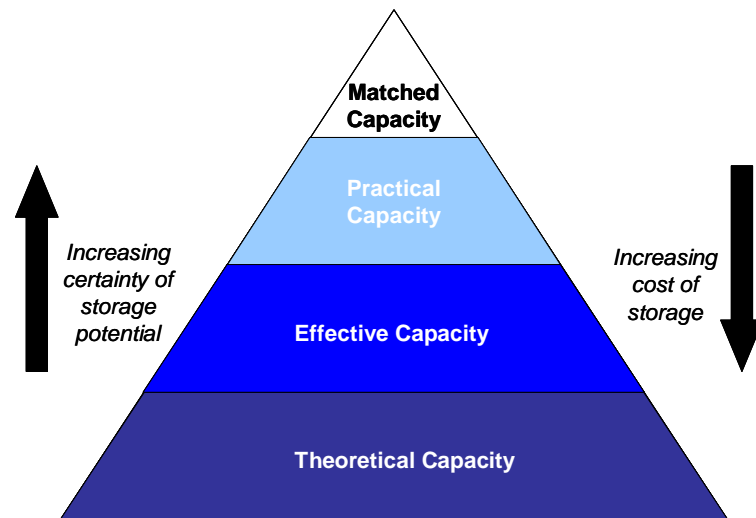 Matched
Capacity
Practical
Capacity
Increasing
certainty of
storage
potential
Increasing
cost of
storage
Effective Capacity
Theoretical Capacity